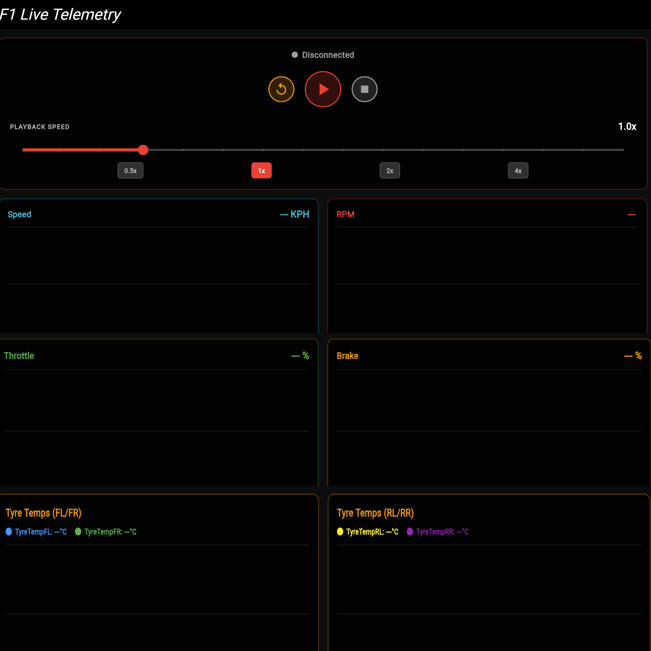 F1 Live Telemetry
Disconnected
PLAYBACK SPEED 1.0x
0.5x 1x 2x 4x
Speed — KPH
RPM —
Throttle — %
Brake — %
Tyre Temps (FL/FR)
TyreTempFL: —°C TyreTempFR: —°C
Tyre Temps (RL/RR)
TyreTempRL: —°C TyreTempRR: —°C